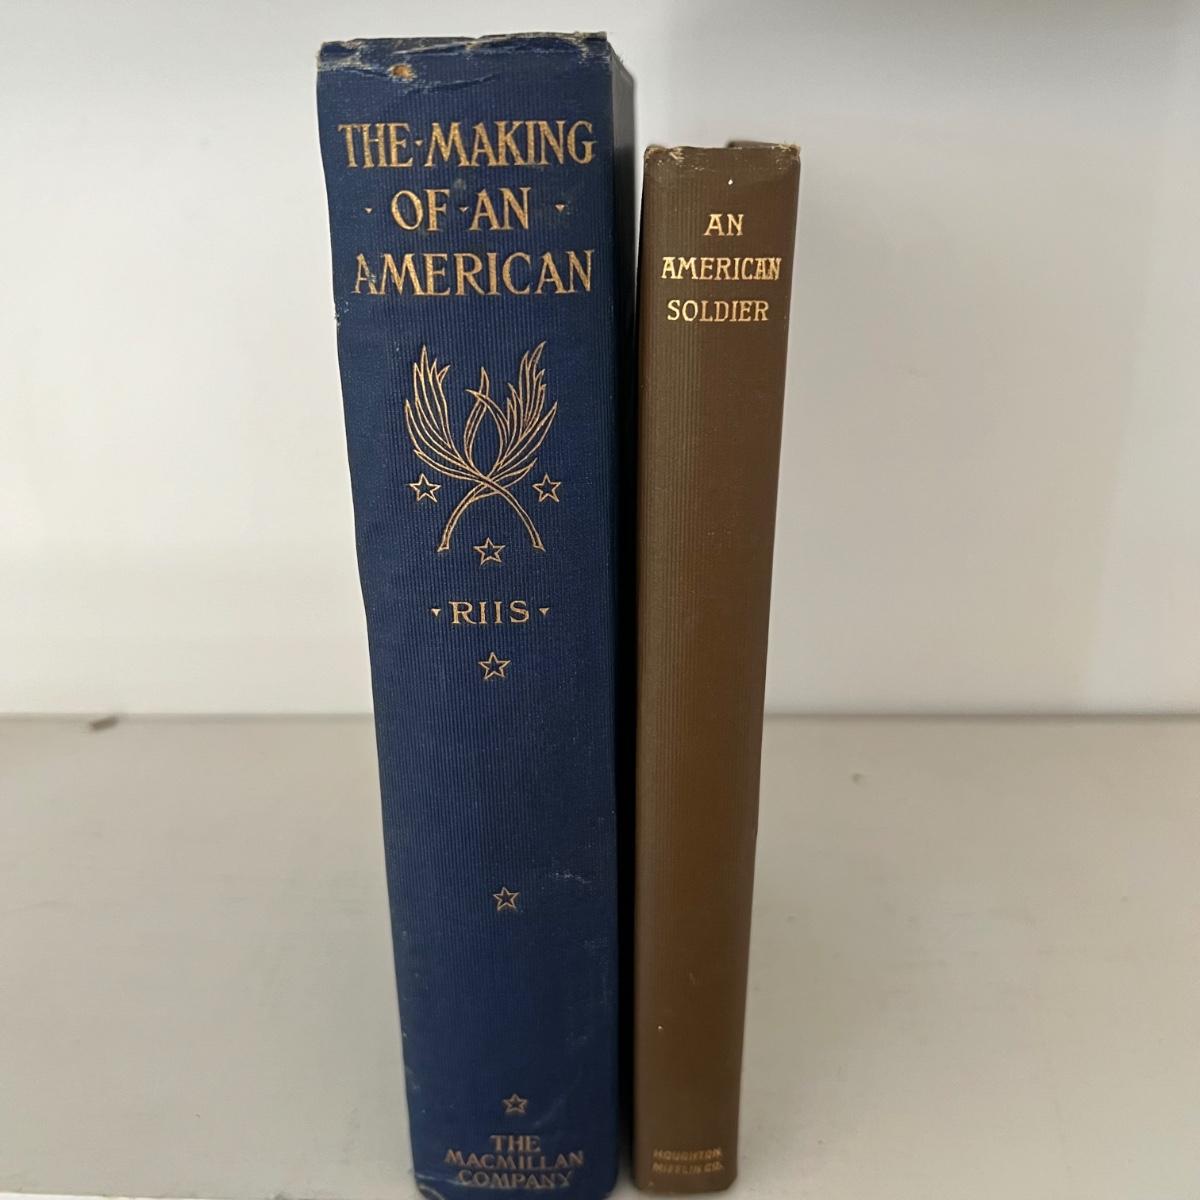 THE·MAKING
·OF·AN·
AMERICAN
·RIIS·
THE
MACMILLAN
COMPANY
AN
AMERICAN
SOLDIER
HOUGHTON
MIFFLIN CO.